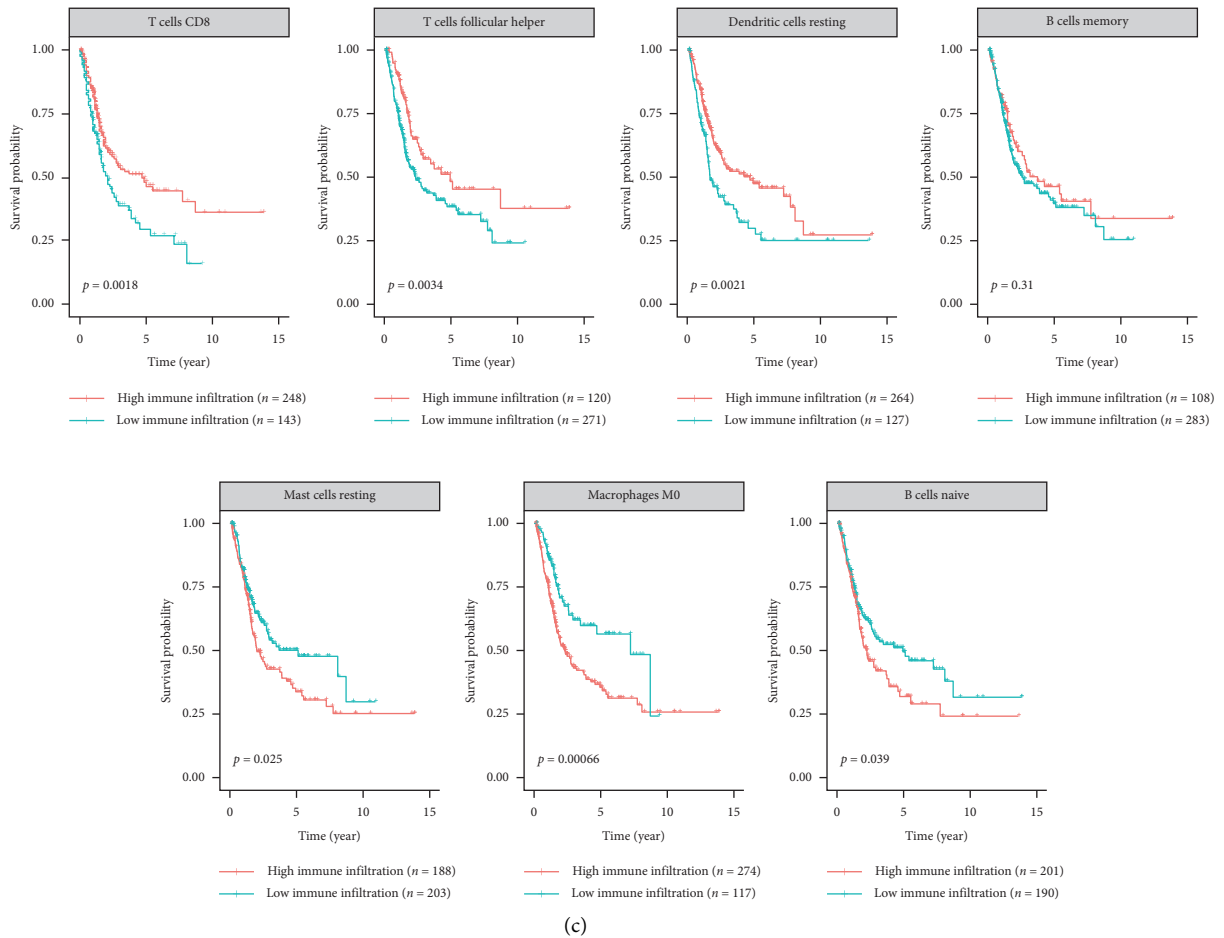 T cells CD8
1.00
0.75
0.50
0.25
0.00
Survival probability
p = 0.0018
0 5 10 15
Time (year)
High immune infiltration (n = 248)
Low immune infiltration (n = 143)
T cells follicular helper
1.00
0.75
0.50
0.25
0.00
Survival probability
p = 0.0034
0 5 10 15
Time (year)
High immune infiltration (n = 120)
Low immune infiltration (n = 271)
Dendritic cells resting
1.00
0.75
0.50
0.25
0.00
Survival probability
p = 0.0021
0 5 10 15
Time (year)
High immune infiltration (n = 264)
Low immune infiltration (n = 127)
B cells memory
1.00
0.75
0.50
0.25
0.00
Survival probability
p = 0.31
0 5 10 15
Time (year)
High immune infiltration (n = 108)
Low immune infiltration (n = 283)
Mast cells resting
1.00
0.75
0.50
0.25
0.00
Survival probability
p = 0.025
0 5 10 15
Time (year)
High immune infiltration (n = 188)
Low immune infiltration (n = 203)
Macrophages M0
1.00
0.75
0.50
0.25
0.00
Survival probability
p = 0.00066
0 5 10 15
Time (year)
High immune infiltration (n = 274)
Low immune infiltration (n = 117)
B cells naive
1.00
0.75
0.50
0.25
0.00
Survival probability
p = 0.039
0 5 10 15
Time (year)
High immune infiltration (n = 201)
Low immune infiltration (n = 190)
(c)